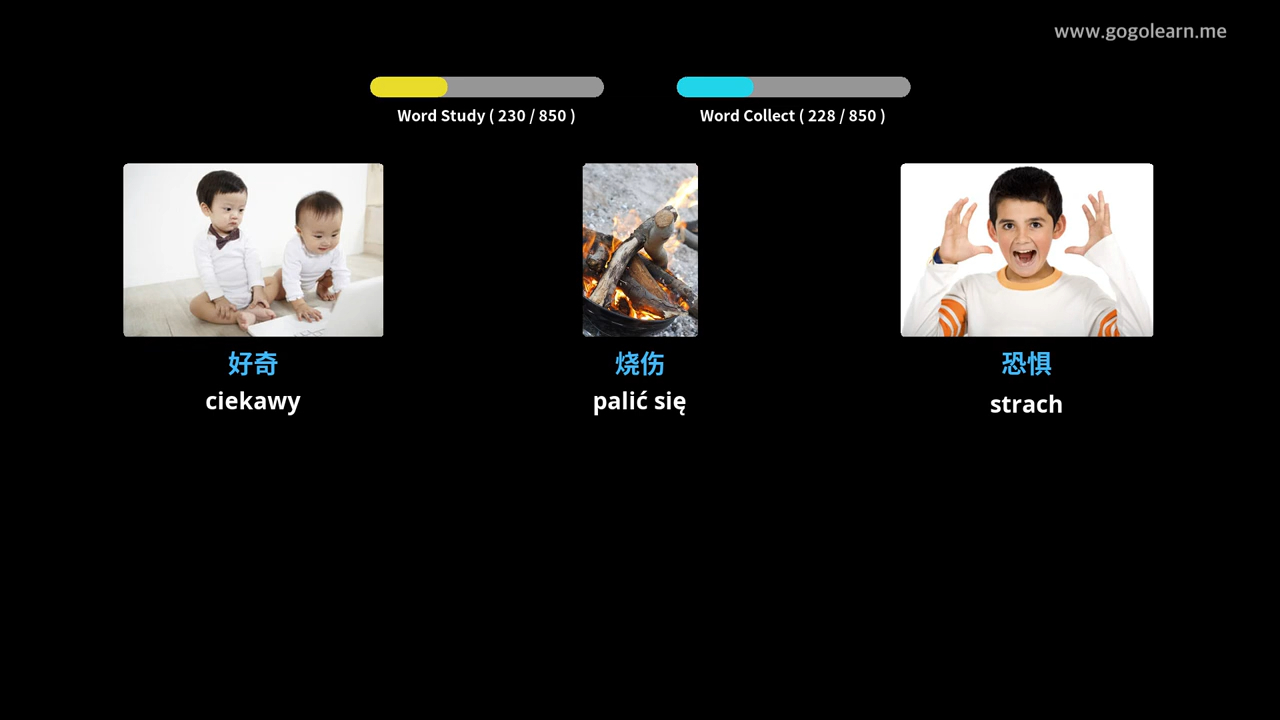 www.gogolearn.me
Word Study ( 230 / 850 )
Word Collect ( 228 / 850 )
好奇
ciekawy
烧伤
palić się
恐惧
strach